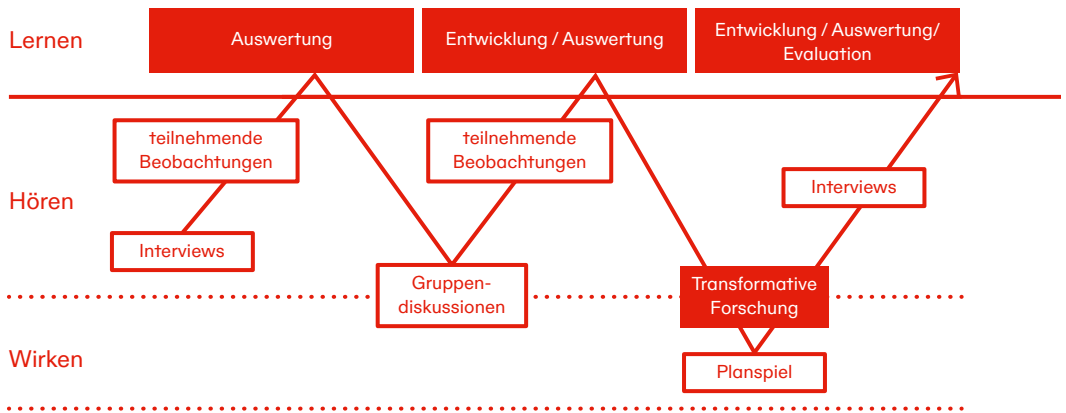 Lernen
Auswertung
Entwicklung / Auswertung
Entwicklung / Auswertung/
Evaluation
Hören
teilnehmende
Beobachtungen
teilnehmende
Beobachtungen
Interviews
Interviews
Gruppen-
diskussionen
Transformative
Forschung
Wirken
Planspiel